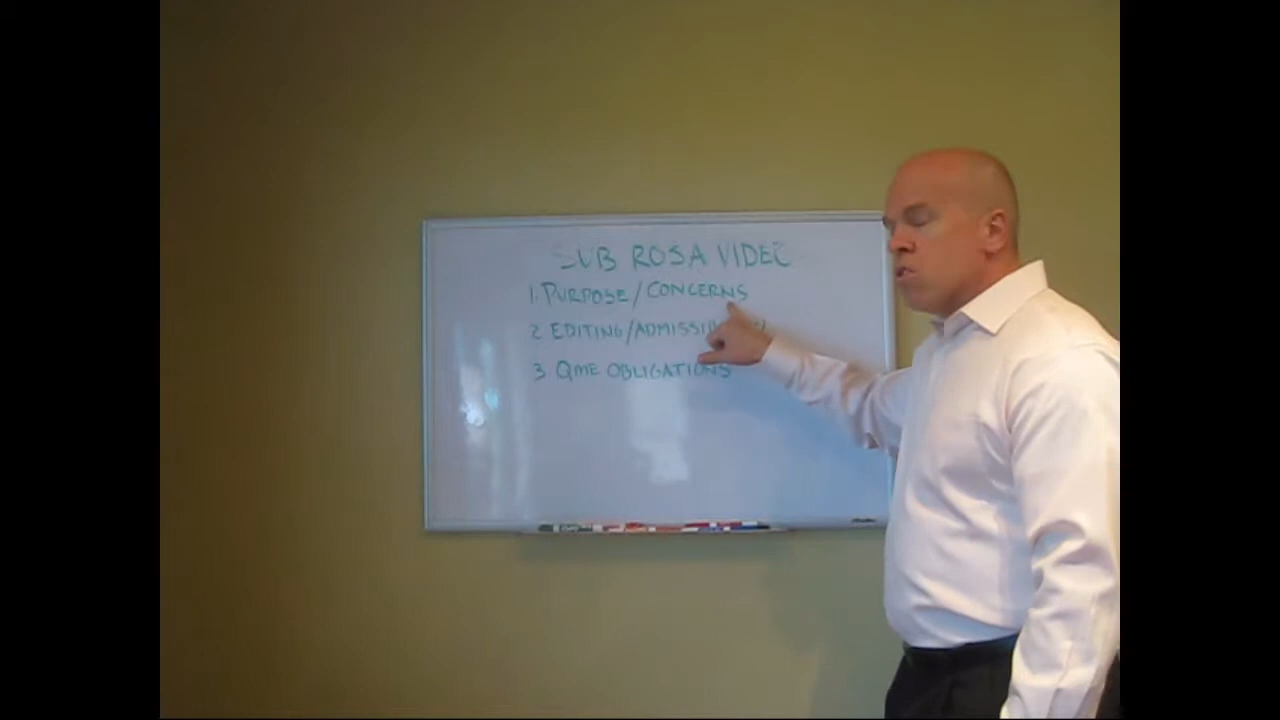 SUB ROSA VIDEO
1. PURPOSE/CONCERNS
2 EDITING/
3 QME OBLIGATIONS